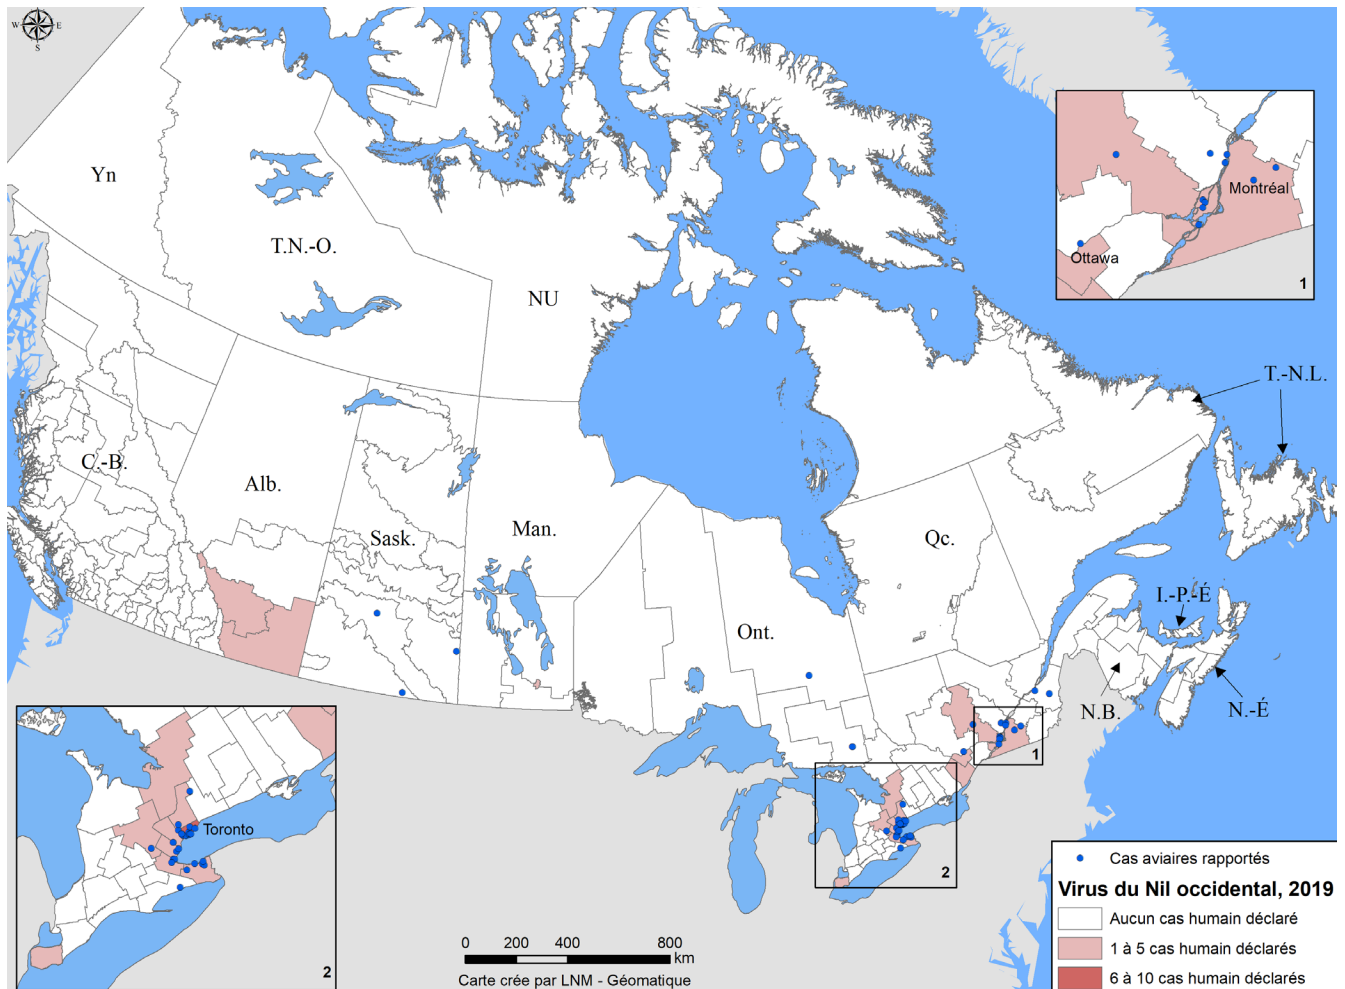 W
E
S
Yn
T.N.-O.
NU
C.-B.
Alb.
Sask.
Man.
Ont.
Qc.
T.-N.L.
I.-P.-É
N.B.
N.-É
Montréal
Ottawa
1
1
2
Toronto
2
0 200 400 800
km
Carte crée par LNM - Géomatique
Cas aviaires rapportés
Virus du Nil occidental, 2019
Aucun cas humain déclaré
1 à 5 cas humain déclarés
6 à 10 cas humain déclarés